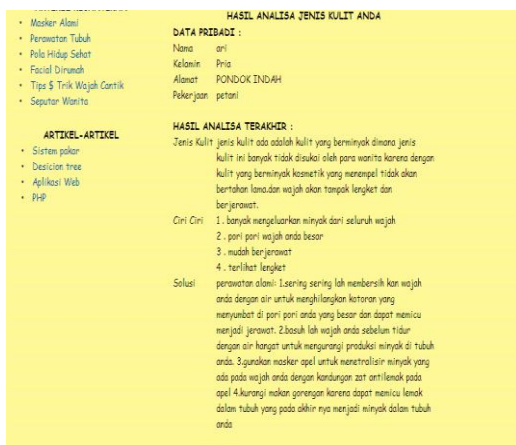 Masker Alami
Perawatan Tubuh
Pola Hidup Sehat
Facial Dirumah
Tips $ Trik Wajah Cantik
Seputar Wanita
ARTIKEL-ARTIKEL
Sistem pakar
Desicion tree
Aplikasi Web
PHP
HASIL ANALISA JENIS KULIT ANDA
DATA PRIBADI :
Nama ari
Kelamin Pria
Alamat PONDOK INDAH
Pekerjaan petani
HASIL ANALISA TERAKHIR :
Jenis Kulit jenis kulit ada adalah kulit yang berminyak dimana jenis
kulit ini banyak tidak disukai oleh para wanita karena dengan
kulit yang berminyak kosmetik yang menempel tidak akan
bertahan lama.dan wajah akan tampak lengket dan
berjerawat.
Ciri Ciri 1 . banyak mengeluarkan minyak dari seluruh wajah
2 . pori pori wajah anda besar
3 . mudah berjerawat
4 . terlihat lengket
Solusi perawatan alami: 1.sering sering lah membersih kan wajah
anda dengan air untuk menghilangkan kotoran yang
menyumbat di pori pori anda yang besar dan dapat memicu
menjadi jerawat. 2.basuh lah wajah anda sebelum tidur
dengan air hangat untuk mengurangi produksi minyak di tubuh
anda. 3.gunakan masker apel untuk menetralisir minyak yang
ada pada wajah anda dengan kandungan zat antilemak pada
apel 4.kurangi makan gorengan karena dapat memicu lemak
dalam tubuh yang pada akhir nya menjadi minyak dalam tubuh
anda